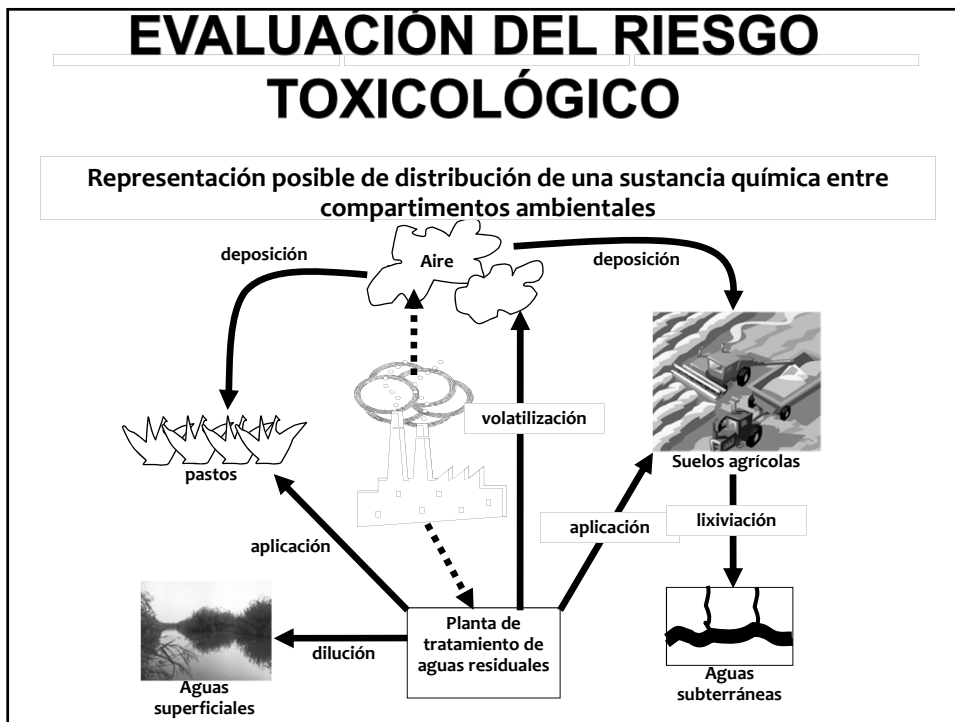 EVALUACIÓN DEL RIESGO
TOXICOLÓGICO
Representación posible de distribución de una sustancia química entre
compartimentos ambientales
deposición
Aire
deposición
volatilización
pastos
Suelos agrícolas
aplicación
aplicación
lixiviación
Planta de
tratamiento de
aguas residuales
dilución
Aguas
superficiales
Aguas
subterráneas